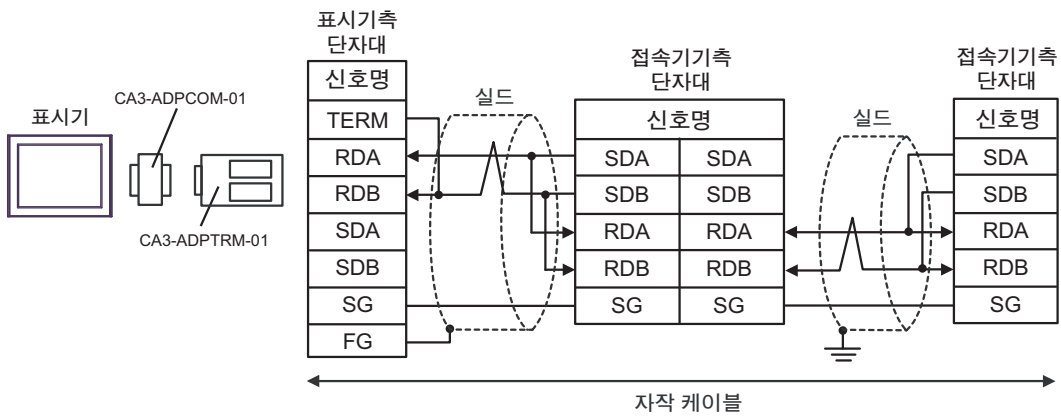 표시기
CA3-ADPCOM-01
CA3-ADPTRM-01
표시기측
단자대
신호명
TERM
RDA
RDB
SDA
SDB
SG
FG
실드
접속기기측
단자대
신호명
SDA SDA
SDB SDB
RDA RDA
RDB RDB
SG SG
실드
접속기기측
단자대
신호명
SDA
SDB
RDA
RDB
SG
자작 케이블